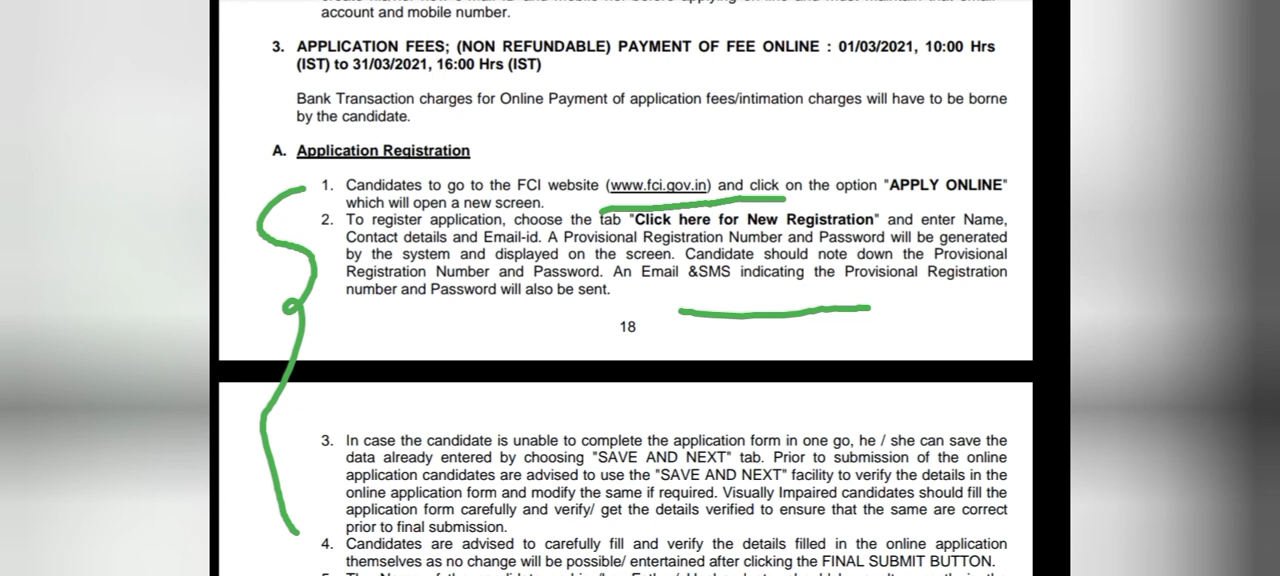 account and mobile number.
3. APPLICATION FEES; (NON REFUNDABLE) PAYMENT OF FEE ONLINE : 01/03/2021, 10:00 Hrs
(IST) to 31/03/2021, 16:00 Hrs (IST)
Bank Transaction charges for Online Payment of application fees/intimation charges will have to be borne
by the candidate.
A. Application Registration
1. Candidates to go to the FCI website (www.fci.gov.in) and click on the option "APPLY ONLINE"
which will open a new screen.
2. To register application, choose the tab "Click here for New Registration" and enter Name,
Contact details and Email-id. A Provisional Registration Number and Password will be generated
by the system and displayed on the screen. Candidate should note down the Provisional
Registration Number and Password. An Email &SMS indicating the Provisional Registration
number and Password will also be sent.
18
3. In case the candidate is unable to complete the application form in one go, he / she can save the
data already entered by choosing "SAVE AND NEXT" tab. Prior to submission of the online
application candidates are advised to use the "SAVE AND NEXT" facility to verify the details in the
online application form and modify the same if required. Visually Impaired candidates should fill the
application form carefully and verify/ get the details verified to ensure that the same are correct
prior to final submission.
4. Candidates are advised to carefully fill and verify the details filled in the online application
themselves as no change will be possible/ entertained after clicking the FINAL SUBMIT BUTTON.